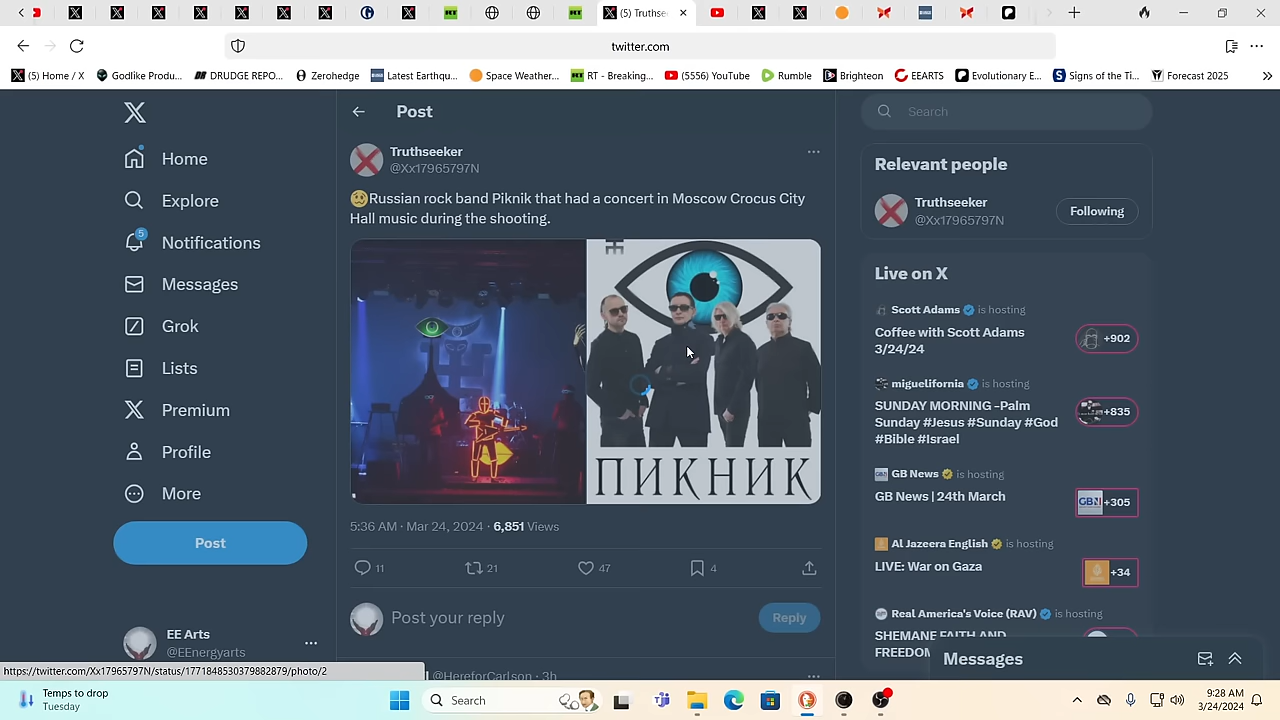 (5) Truthse
twitter.com
(5) Home / X
Godlike Produ...
DRUDGE REPO...
Zerohedge
Latest Earthqu...
Space Weather...
RT - Breaking...
(5556) YouTube
Rumble
Brighteon
EEARTS
Evolutionary E...
Signs of the Ti...
Forecast 2025
Home
Explore
5
Notifications
Messages
Grok
Lists
Premium
Profile
More
Post
EE Arts
@EEnergyarts
Post
Truthseeker
@Xx17965797N
Russian rock band Piknik that had a concert in Moscow Crocus City
Hall music during the shooting.
ПИКНИК
5:36 AM · Mar 24, 2024 · 6,851 Views
11
21
47
4
Post your reply
Reply
@HereforCarlson · 3h
Search
Relevant people
Truthseeker
@Xx17965797N
Following
Live on X
Scott Adams is hosting
Coffee with Scott Adams
3/24/24
+902
miguelifornia is hosting
SUNDAY MORNING -Palm
Sunday #Jesus #Sunday #God
#Bible #Israel
+835
GB News is hosting
GB News | 24th March
GBN
+305
Al Jazeera English is hosting
LIVE: War on Gaza
+34
Real America's Voice (RAV) is hosting
SHEMANE FAITH AND
FREEDOM
Messages
https://twitter.com/Xx17965797N/status/1771848530379882879/photo/2
Temps to drop
Tuesday
Search
9:28 AM
3/24/2024